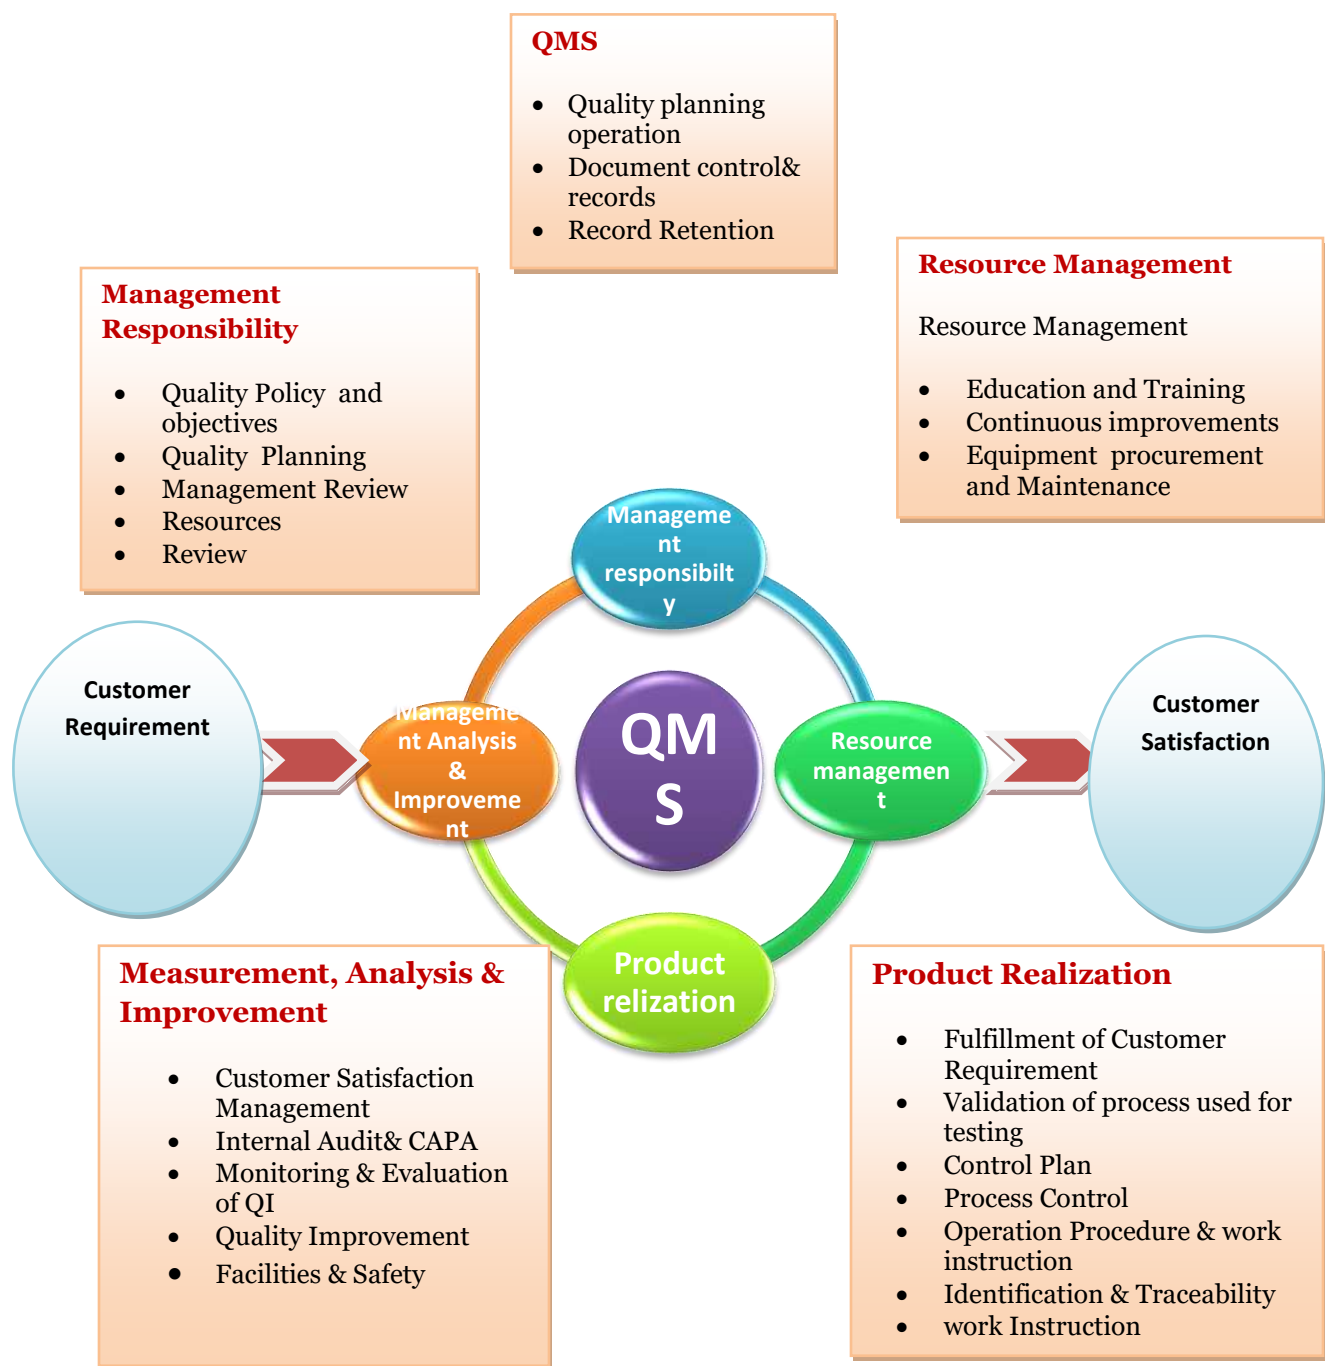 QMS
• Quality planning
operation
• Document control&
records
• Record Retention
Management
Responsibility
• Quality Policy and
objectives
• Quality Planning
• Management Review
• Resources
• Review
Resource Management
Resource Management
• Education and Training
• Continuous improvements
• Equipment procurement
and Maintenance
Manageme
nt
responsibilt
y
Customer
Requirement
Manageme
nt Analysis
&
Improveme
nt
QM
S
Resource
managemen
t
Customer
Satisfaction
Product
relization
Measurement, Analysis &
Improvement
• Customer Satisfaction
Management
• Internal Audit& CAPA
• Monitoring & Evaluation
of QI
• Quality Improvement
• Facilities & Safety
Product Realization
• Fulfillment of Customer
Requirement
• Validation of process used for
testing
• Control Plan
• Process Control
• Operation Procedure & work
instruction
• Identification & Traceability
• work Instruction